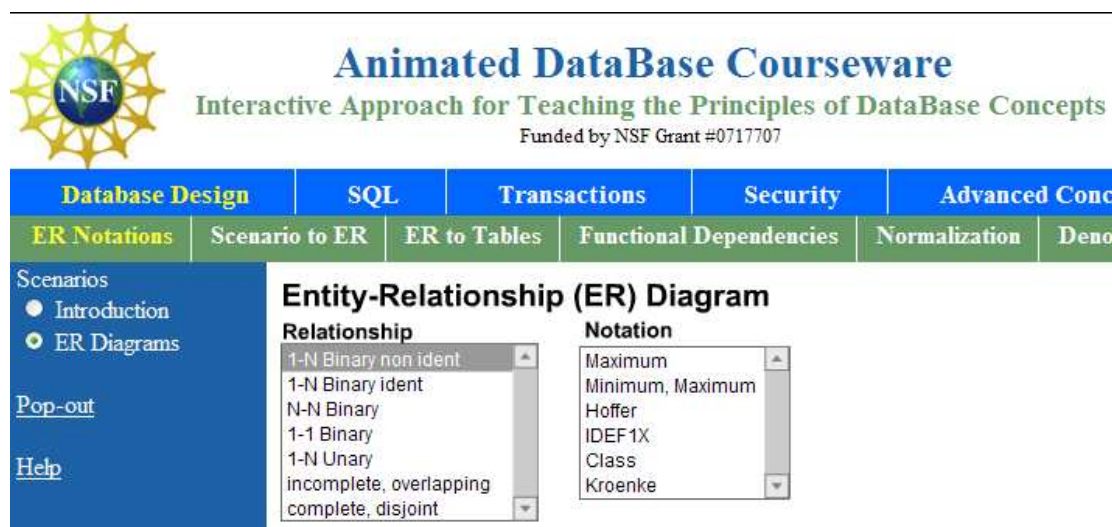 NSF
Animated DataBase Courseware
Interactive Approach for Teaching the Principles of DataBase Concepts
Funded by NSF Grant #0717707
Database Design SQL Transactions Security Advanced Conc
ER Notations Scenario to ER ER to Tables Functional Dependencies Normalization Deno
Scenarios
Introduction
ER Diagrams
Pop-out
Help
Entity-Relationship (ER) Diagram
Relationship
1-N Binary non ident
1-N Binary ident
N-N Binary
1-1 Binary
1-N Unary
incomplete, overlapping
complete, disjoint
Notation
Maximum
Minimum, Maximum
Hoffer
IDEF1X
Class
Kroenke